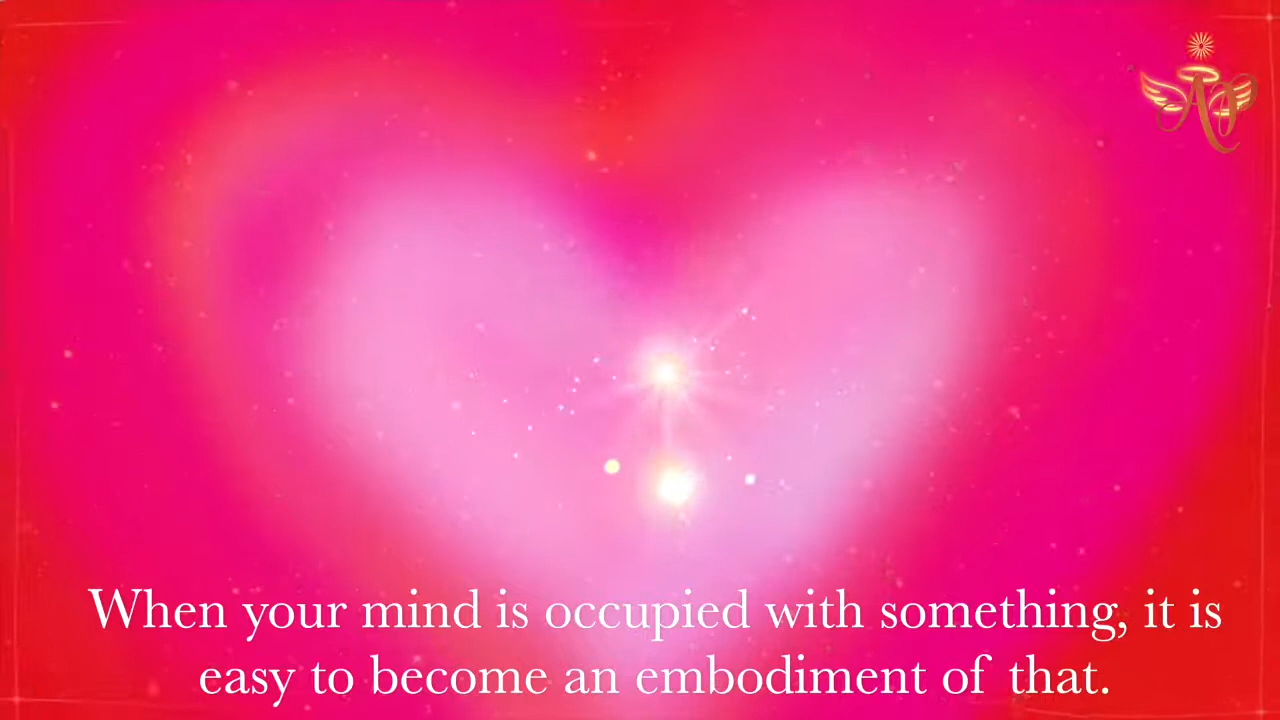 When your mind is occupied with something, it is
easy to become an embodiment of that.